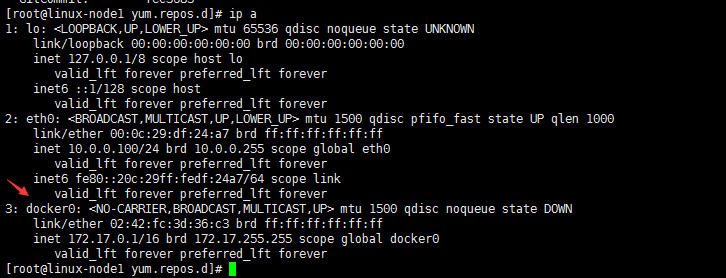 [root@linux-node1 yum.repos.d]# ip a
1: lo: <LOOPBACK,UP,LOWER_UP> mtu 65536 qdisc noqueue state UNKNOWN
link/loopback 00:00:00:00:00:00 brd 00:00:00:00:00:00
inet 127.0.0.1/8 scope host lo
valid_lft forever preferred_lft forever
inet6 ::1/128 scope host
valid_lft forever preferred_lft forever
2: eth0: <BROADCAST,MULTICAST,UP,LOWER_UP> mtu 1500 qdisc pfifo_fast state UP qlen 1000
link/ether 00:0c:29:df:24:a7 brd ff:ff:ff:ff:ff:ff
inet 10.0.0.100/24 brd 10.0.0.255 scope global eth0
valid_lft forever preferred_lft forever
inet6 fe80::20c:29ff:fedf:24a7/64 scope link
valid_lft forever preferred_lft forever
3: docker0: <NO-CARRIER,BROADCAST,MULTICAST,UP> mtu 1500 qdisc noqueue state DOWN
link/ether 02:42:fc:3d:36:c3 brd ff:ff:ff:ff:ff:ff
inet 172.17.0.1/16 brd 172.17.255.255 scope global docker0
valid_lft forever preferred_lft forever
[root@linux-node1 yum.repos.d]#